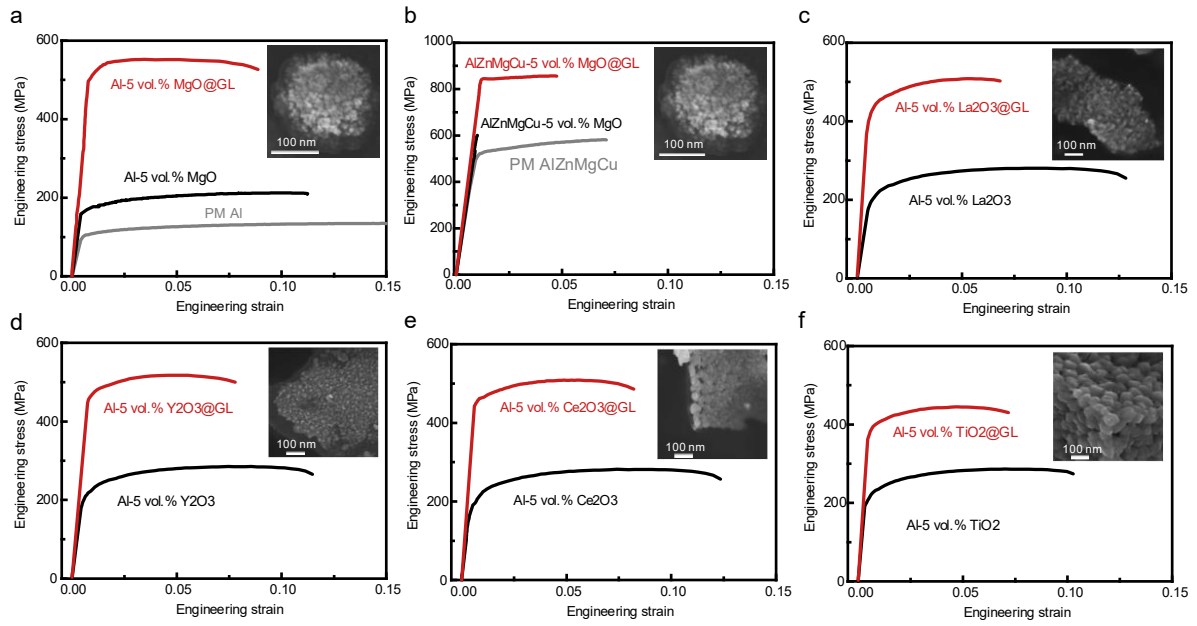 a
Engineering stress (MPa)
600
400
200
0
Al-5 vol.% MgO@GL
Al-5 vol.% MgO
PM Al
100 nm
0.00
0.05
0.10
0.15
Engineering strain
b
Engineering stress (MPa)
1000
800
600
400
200
0
AlZnMgCu-5 vol.% MgO@GL
AlZnMgCu-5 vol.% MgO
PM AlZnMgCu
100 nm
0.00
0.05
0.10
0.15
Engineering strain
c
Engineering stress (MPa)
600
400
200
0
Al-5 vol.% La2O3@GL
Al-5 vol.% La2O3
100 nm
0.00
0.05
0.10
0.15
Engineering strain
d
Engineering stress (MPa)
600
400
200
0
Al-5 vol.% Y2O3@GL
Al-5 vol.% Y2O3
100 nm
0.00
0.05
0.10
0.15
Engineering strain
e
Engineering stress (MPa)
600
400
200
0
Al-5 vol.% Ce2O3@GL
Al-5 vol.% Ce2O3
100 nm
0.00
0.05
0.10
0.15
Engineering strain
f
Engineering stress (MPa)
600
400
200
0
Al-5 vol.% TiO2@GL
Al-5 vol.% TiO2
100 nm
0.00
0.05
0.10
0.15
Engineering strain